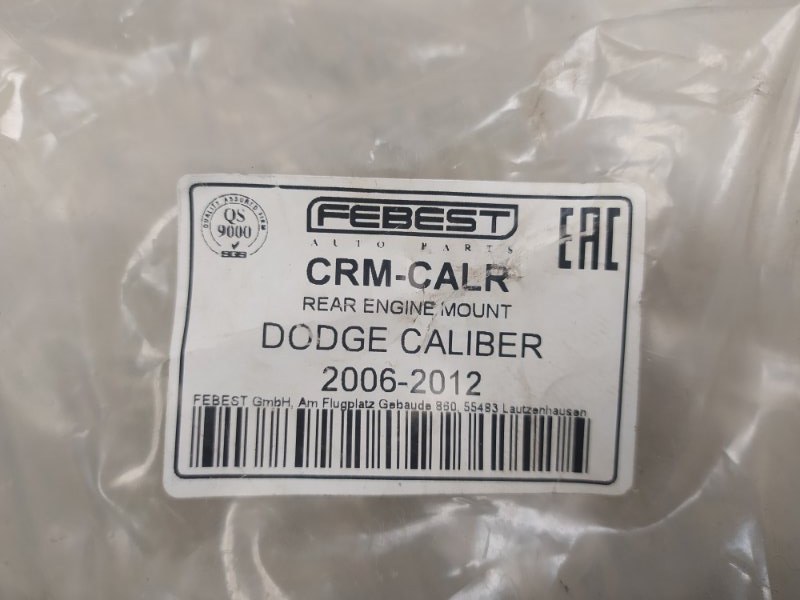 QUALITY ASSURED FIRM
QS
9000
FEBEST
AUTO PARTS
EAC
CRM-CALR
REAR ENGINE MOUNT
DODGE CALIBER
2006-2012
FEBEST GmbH, Am Flugplatz Gebaude 860, 55483 Lautzenhausen